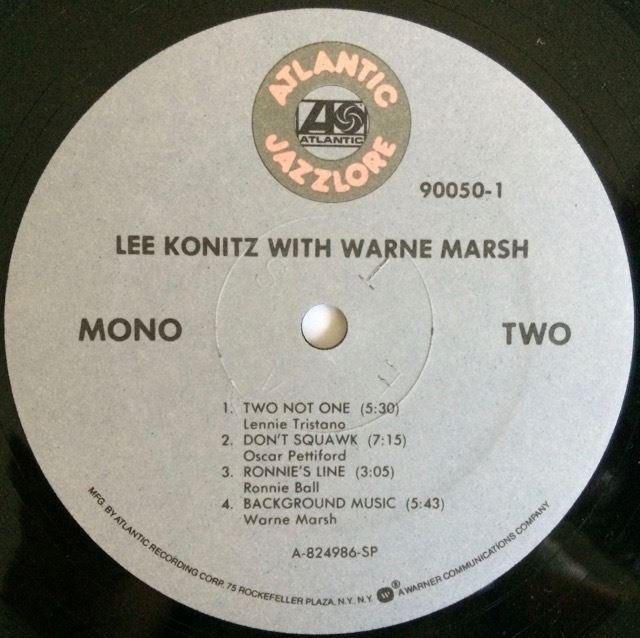 ATLANTIC
ATLANTIC
JAZZLORE
90050-1
LEE KONITZ WITH WARNE MARSH
MONO
TWO
1. TWO NOT ONE (5:30)
Lennie Tristano
2. DON'T SQUAWK (7:15)
Oscar Pettiford
3. RONNIE'S LINE (3:05)
Ronnie Ball
4. BACKGROUND MUSIC (5:43)
Warne Marsh
A-824986-SP
MFG. BY ATLANTIC RECORDING CORP. 75 ROCKEFELLER PLAZA, N.Y. N.Y. ® A WARNER COMMUNICATIONS COMPANY